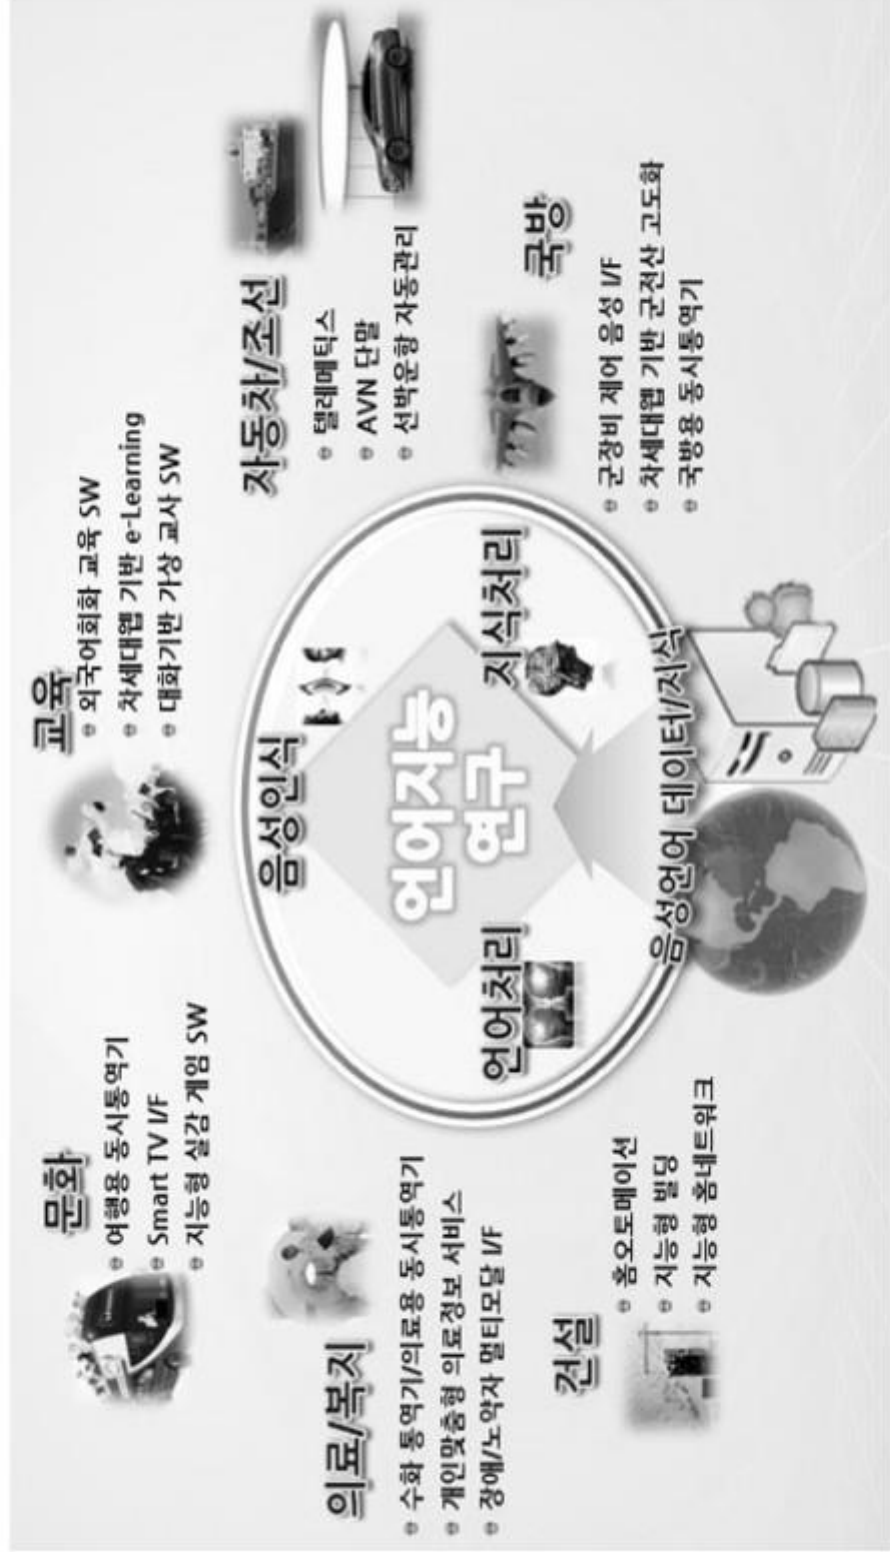 문화
여행용 동시통역기
Smart TV I/F
지능형 실감 게임 SW
교육
외국어회화 교육 SW
차세대웹 기반 e-Learning
대화기반 가상 교사 SW
의료/복지
수화 통역기/의료용 동시통역기
개인맞춤형 의료정보 서비스
장애/노약자 멀티모달 I/F
자동차/조선
텔레메틱스
AVN 단말
선박운항 자동관리
음성인식
언어지능
연구
언어처리
지식처리
음성언어 데이터/지식
건설
홈오토메이션
지능형 빌딩
지능형 홈네트워크
국방
군장비 제어 음성 I/F
차세대웹 기반 군전산 고도화
국방용 동시통역기